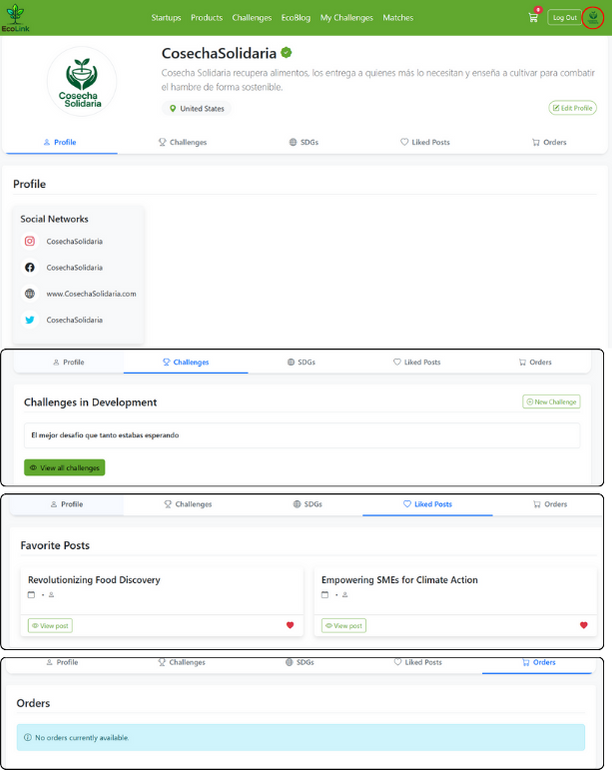 EcoLink
Startups Products Challenges EcoBlog My Challenges Matches
Log Out
CosechaSolidaria
Cosecha
Solidaria
Cosecha Solidaria recupera alimentos, los entrega a quienes más lo necesitan y enseña a cultivar para combatir
el hambre de forma sostenible.
United States
Edit Profile
Profile Challenges SDGs Liked Posts Orders
Profile
Social Networks
CosechaSolidaria
CosechaSolidaria
www.CosechaSolidaria.com
CosechaSolidaria
Profile Challenges SDGs Liked Posts Orders
Challenges in Development
New Challenge
El mejor desafio que tanto estabas esperando
View all challenges
Profile Challenges SDGs Liked Posts Orders
Favorite Posts
Revolutionizing Food Discovery Empowering SMEs for Climate Action
View post View post
Profile Challenges SDGs Liked Posts Orders
Orders
No orders currently available.